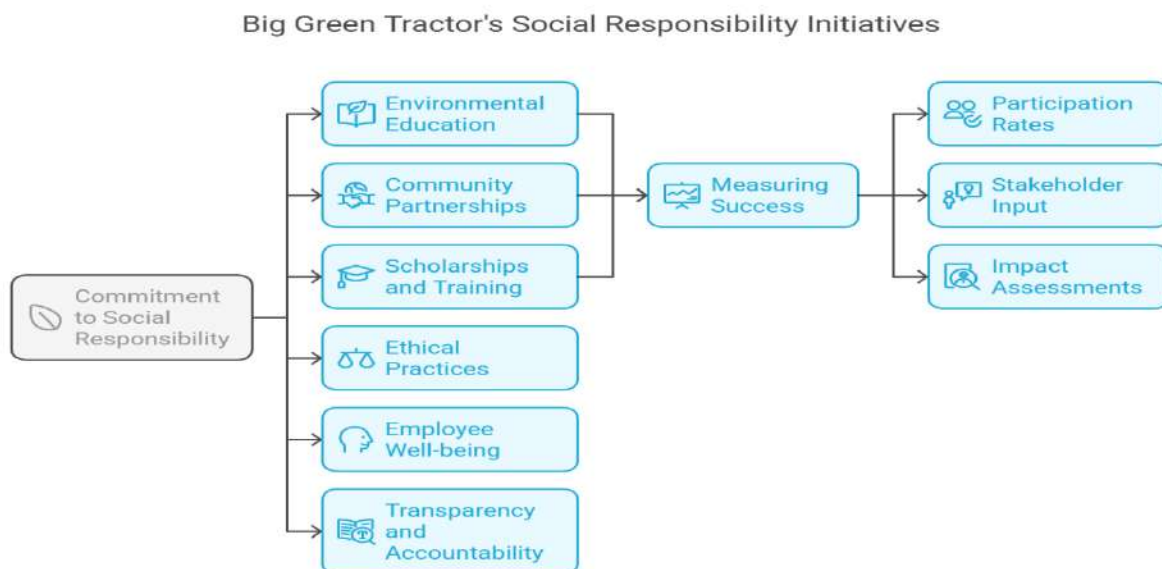 Big Green Tractor's Social Responsibility Initiatives
Environmental
Education
Community
Partnerships
Scholarships
and Training
Commitment
to Social
Responsibility
Ethical
Practices
Employee
Well-being
Transparency
and
Accountability
Measuring
Success
Participation
Rates
Stakeholder
Input
Impact
Assessments